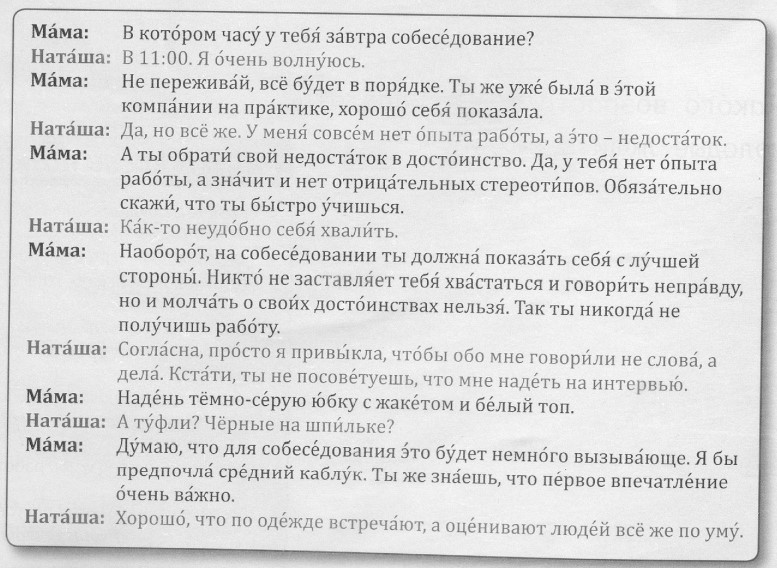 Ма́ма: В кото́ром часу́ у тебя́ за́втра собесе́дование?
Ната́ша: В 11:00. Я о́чень волну́юсь.
Ма́ма: Не пережива́й, всё бу́дет в поря́дке. Ты же уже́ была́ в э́той
компа́нии на пра́ктике, хорошо́ себя́ показа́ла.
Ната́ша: Да, но всё же. У меня́ совсе́м нет о́пыта рабо́ты, а э́то – недоста́ток.
Ма́ма: А ты обрати́ свой недоста́ток в досто́инство. Да, у тебя́ нет о́пыта
рабо́ты, а зна́чит и нет отрица́тельных стереоти́пов. Обяза́тельно
скажи́, что ты бы́стро у́чишься.
Ната́ша: Ка́к-то неудо́бно себя́ хвали́ть.
Ма́ма: Наоборо́т, на собесе́довании ты должна́ показа́ть себя́ с лу́чшей
стороны́. Никто́ не заставля́ет тебя́ хва́статься и говори́ть непра́вду,
но и молча́ть о свои́х досто́инствах нельзя́. Так ты никогда́ не
полу́чишь рабо́ту.
Ната́ша: Согла́сна, про́сто я привы́кла, что́бы обо мне говори́ли не слова́, а
дела́. Кста́ти, ты не посове́туешь, что мне наде́ть на интервью́.
Ма́ма: Наде́нь тёмно-се́рую ю́бку с жаке́том и бе́лый топ.
Ната́ша: А ту́фли? Чёрные на шпи́льке?
Ма́ма: Ду́маю, что для собесе́дования э́то бу́дет немно́го вызыва́юще. Я бы
предпочла́ сре́дний каблу́к. Ты же зна́ешь, что пе́рвое впечатле́ние
о́чень ва́жно.
Ната́ша: Хорошо́, что по оде́жде встреча́ют, а оце́нивают люде́й всё же по уму́.